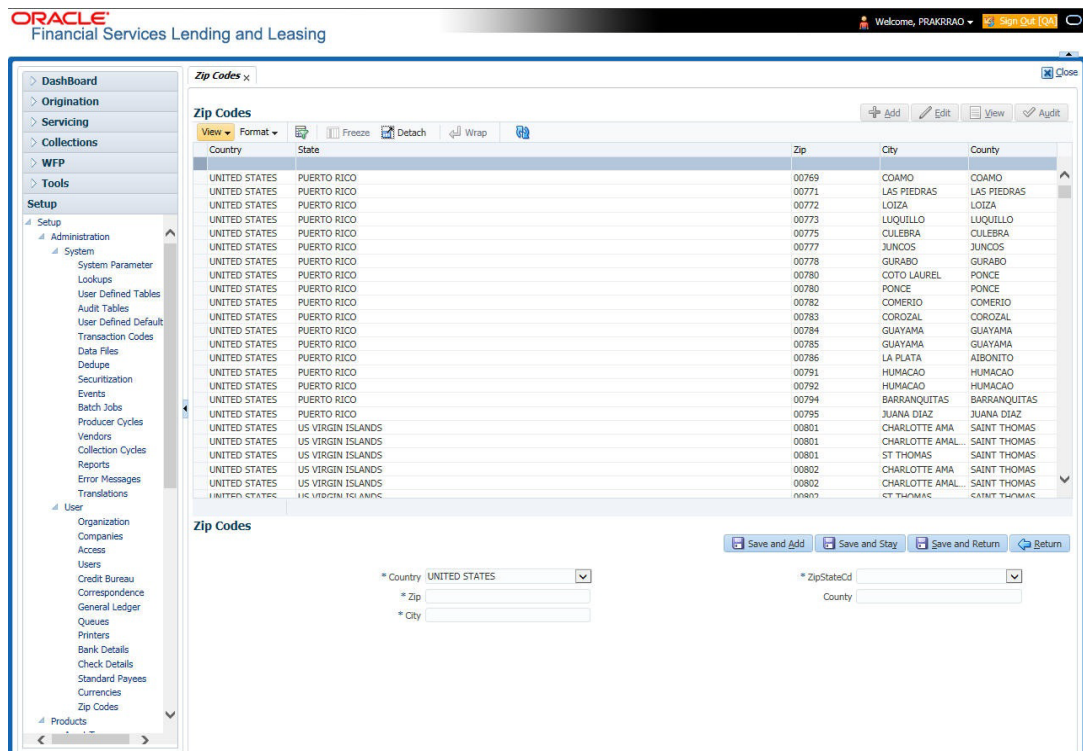 ORACLE
Financial Services Lending and Leasing
Welcome, PRAKRRAO
Sign Out [QA]
DashBoard
Origination
Servicing
Collections
WFP
Tools
Setup
Setup
Administration
System
System Parameter
Lookups
User Defined Tables
Audit Tables
User Defined Default
Transaction Codes
Data Files
Dedupe
Securitization
Events
Batch Jobs
Producer Cycles
Vendors
Collection Cycles
Reports
Error Messages
Translations
User
Organization
Companies
Access
Users
Credit Bureau
Correspondence
General Ledger
Queues
Printers
Bank Details
Check Details
Standard Payees
Currencies
Zip Codes
Products
Zip Codes x
Close
Zip Codes
Add Edit View Audit
View Format Freeze Detach Wrap
Country State Zip City County
UNITED STATES PUERTO RICO 00769 COAMO COAMO
UNITED STATES PUERTO RICO 00771 LAS PIEDRAS LAS PIEDRAS
UNITED STATES PUERTO RICO 00772 LOIZA LOIZA
UNITED STATES PUERTO RICO 00773 LUQUILLO LUQUILLO
UNITED STATES PUERTO RICO 00775 CULEBRA CULEBRA
UNITED STATES PUERTO RICO 00777 JUNCOS JUNCOS
UNITED STATES PUERTO RICO 00778 GURABO GURABO
UNITED STATES PUERTO RICO 00780 COTO LAUREL PONCE
UNITED STATES PUERTO RICO 00780 PONCE PONCE
UNITED STATES PUERTO RICO 00782 COMERIO COMERIO
UNITED STATES PUERTO RICO 00783 COROZAL COROZAL
UNITED STATES PUERTO RICO 00784 GUAYAMA GUAYAMA
UNITED STATES PUERTO RICO 00785 GUAYAMA GUAYAMA
UNITED STATES PUERTO RICO 00786 LA PLATA AIBONITO
UNITED STATES PUERTO RICO 00791 HUMACAO HUMACAO
UNITED STATES PUERTO RICO 00792 HUMACAO HUMACAO
UNITED STATES PUERTO RICO 00794 BARRANQUITAS BARRANQUITAS
UNITED STATES PUERTO RICO 00795 JUANA DIAZ JUANA DIAZ
UNITED STATES US VIRGIN ISLANDS 00801 CHARLOTTE AMA SAINT THOMAS
UNITED STATES US VIRGIN ISLANDS 00801 CHARLOTTE AMAL... SAINT THOMAS
UNITED STATES US VIRGIN ISLANDS 00801 ST THOMAS SAINT THOMAS
UNITED STATES US VIRGIN ISLANDS 00802 CHARLOTTE AMA SAINT THOMAS
UNITED STATES US VIRGIN ISLANDS 00802 CHARLOTTE AMAL... SAINT THOMAS
UNITED STATES US VIRGIN ISLANDS 00802 ST THOMAS SAINT THOMAS
Zip Codes
Save and Add Save and Stay Save and Return Return
* Country UNITED STATES
* Zip
* City
* ZipStateCd
County